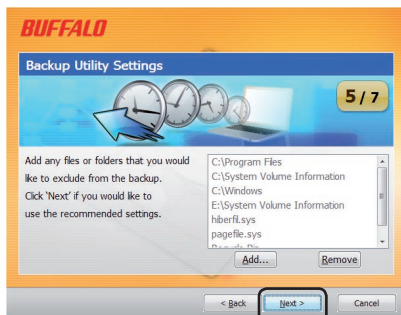 BUFFALO
Backup Utility Settings
5 / 7
Add any files or folders that you would
like to exclude from the backup.
Click 'Next' if you would like to
use the recommended settings.
C:\Program Files
C:\System Volume Information
C:\Windows
E:\System Volume Information
hiberfil.sys
pagefile.sys
Add...
Remove
< Back
Next >
Cancel